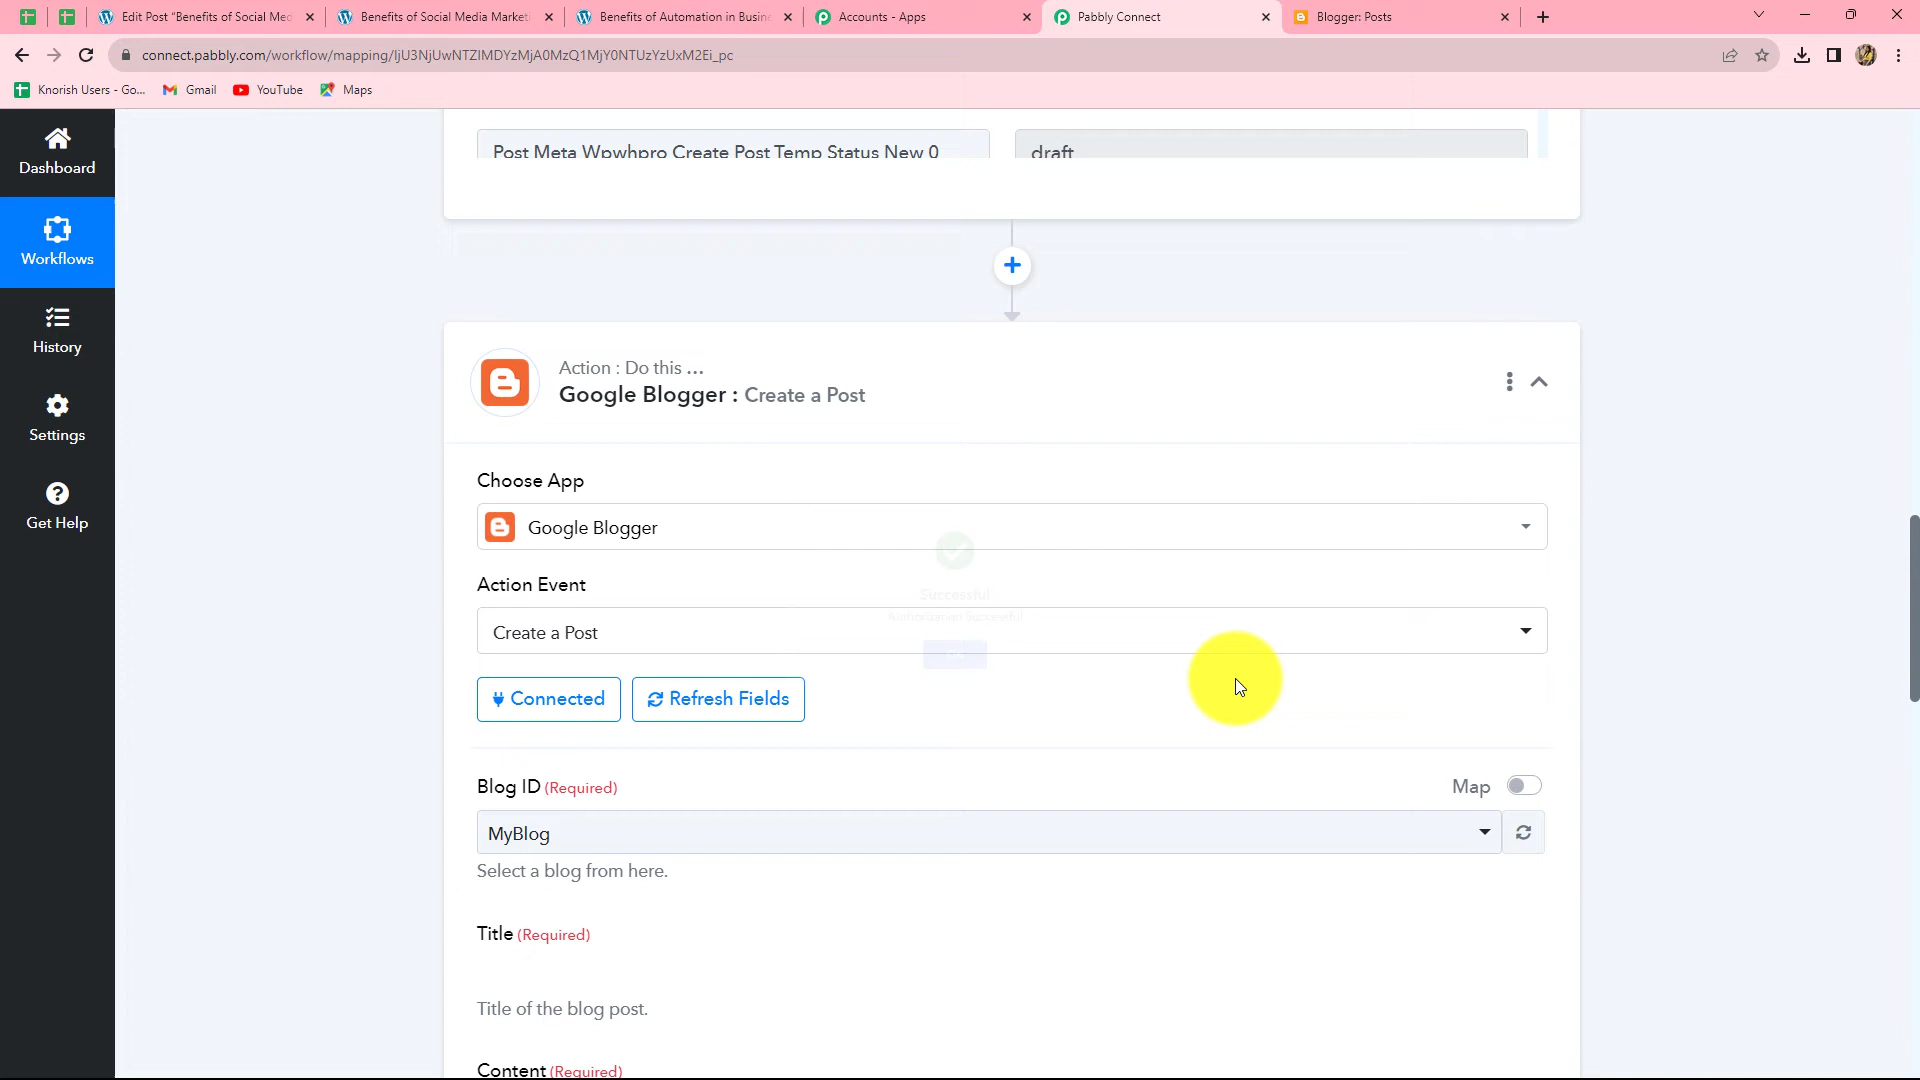 Edit Post "Benefits of Social Med
Benefits of Social Media Market
Benefits of Automation in Busin
Accounts - Apps
Pabbly Connect
Blogger: Posts
connect.pabbly.com/workflow/mapping/IjU3NjUwNTZlMDYzMjA0MzQ1MjY0NTUzYzUxM2Ei_pc
Knorish Users - Go...
Gmail
YouTube
Maps
Dashboard
Workflows
History
Settings
Get Help
Post Meta Wpwhpro Create Post Temp Status New 0
draft
Action : Do this ...
Google Blogger : Create a Post
Choose App
Google Blogger
Successful
Action Event
Create a Post
Connected
Refresh Fields
Blog ID (Required)
Map
MyBlog
Select a blog from here.
Title (Required)
Title of the blog post.
Content (Required)